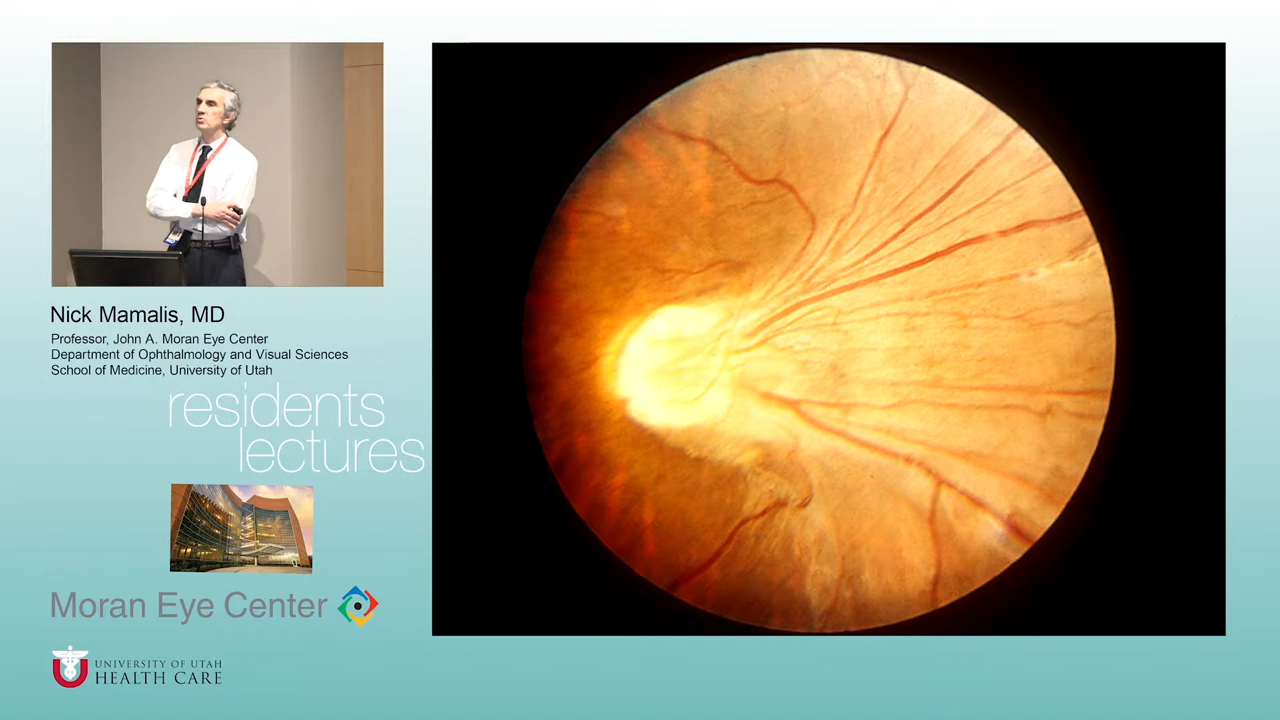 Nick Mamalis, MD
Professor, John A. Moran Eye Center
Department of Ophthalmology and Visual Sciences
School of Medicine, University of Utah
residents
lectures
Moran Eye Center
UNIVERSITY OF UTAH
HEALTH CARE